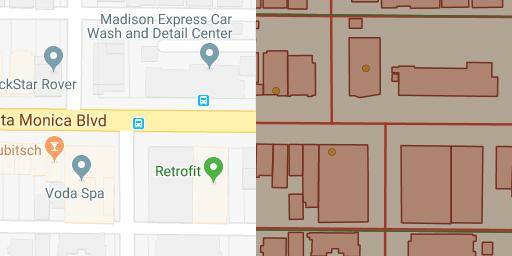 Madison Express Car
Wash and Detail Center
ckStar Rover
ta Monica Blvd
ubitsch
Retrofit
Voda Spa